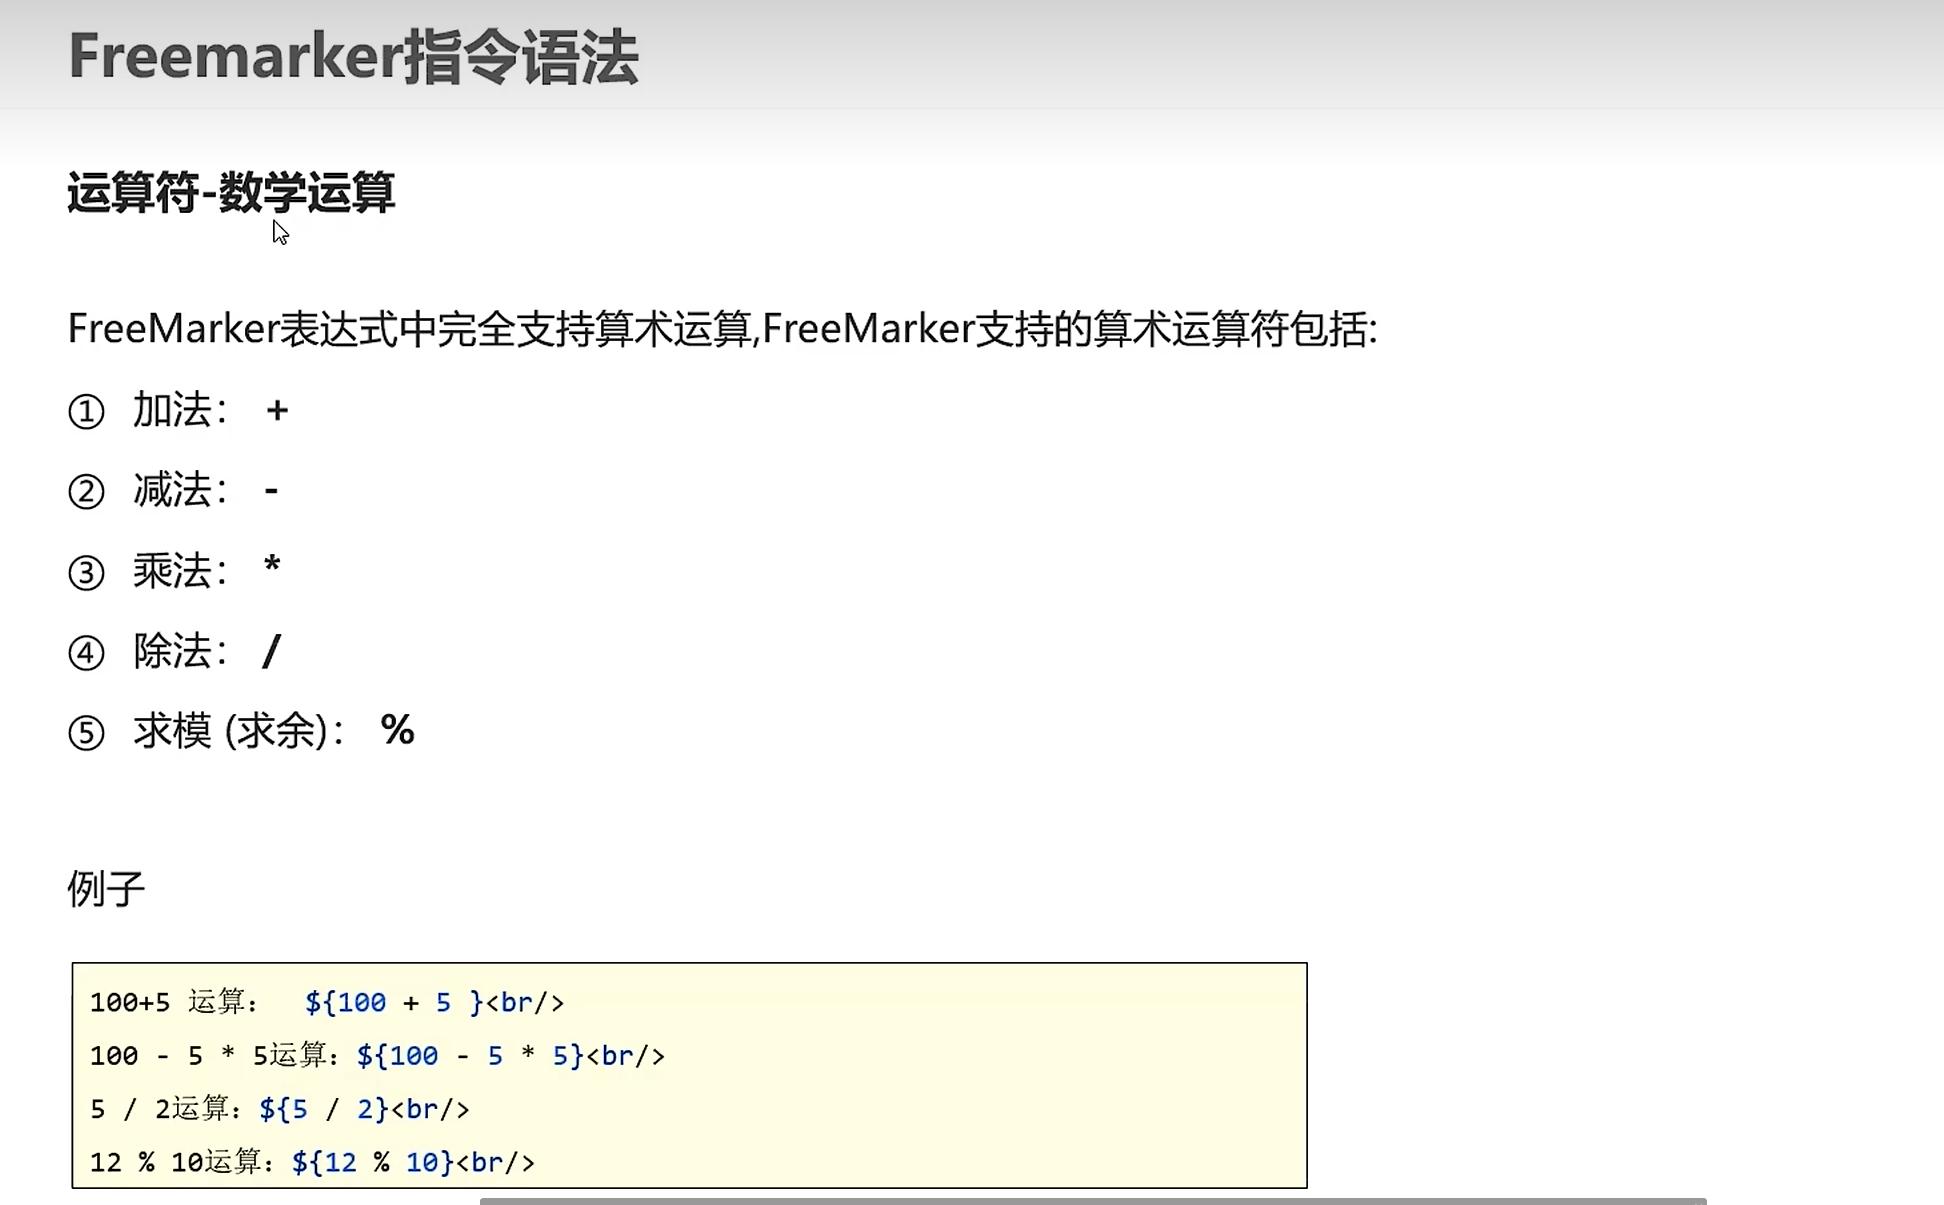 Freemarker指令语法
运算符-数学运算
FreeMarker表达式中完全支持算术运算,FreeMarker支持的算术运算符包括:
① 加法： +
② 减法： -
③ 乘法： *
④ 除法： /
⑤ 求模 (求余)： %
例子
100+5 运算： ${100 + 5 }<br/>
100 - 5 * 5运算：${100 - 5 * 5}<br/>
5 / 2运算：${5 / 2}<br/>
12 % 10运算：${12 % 10}<br/>